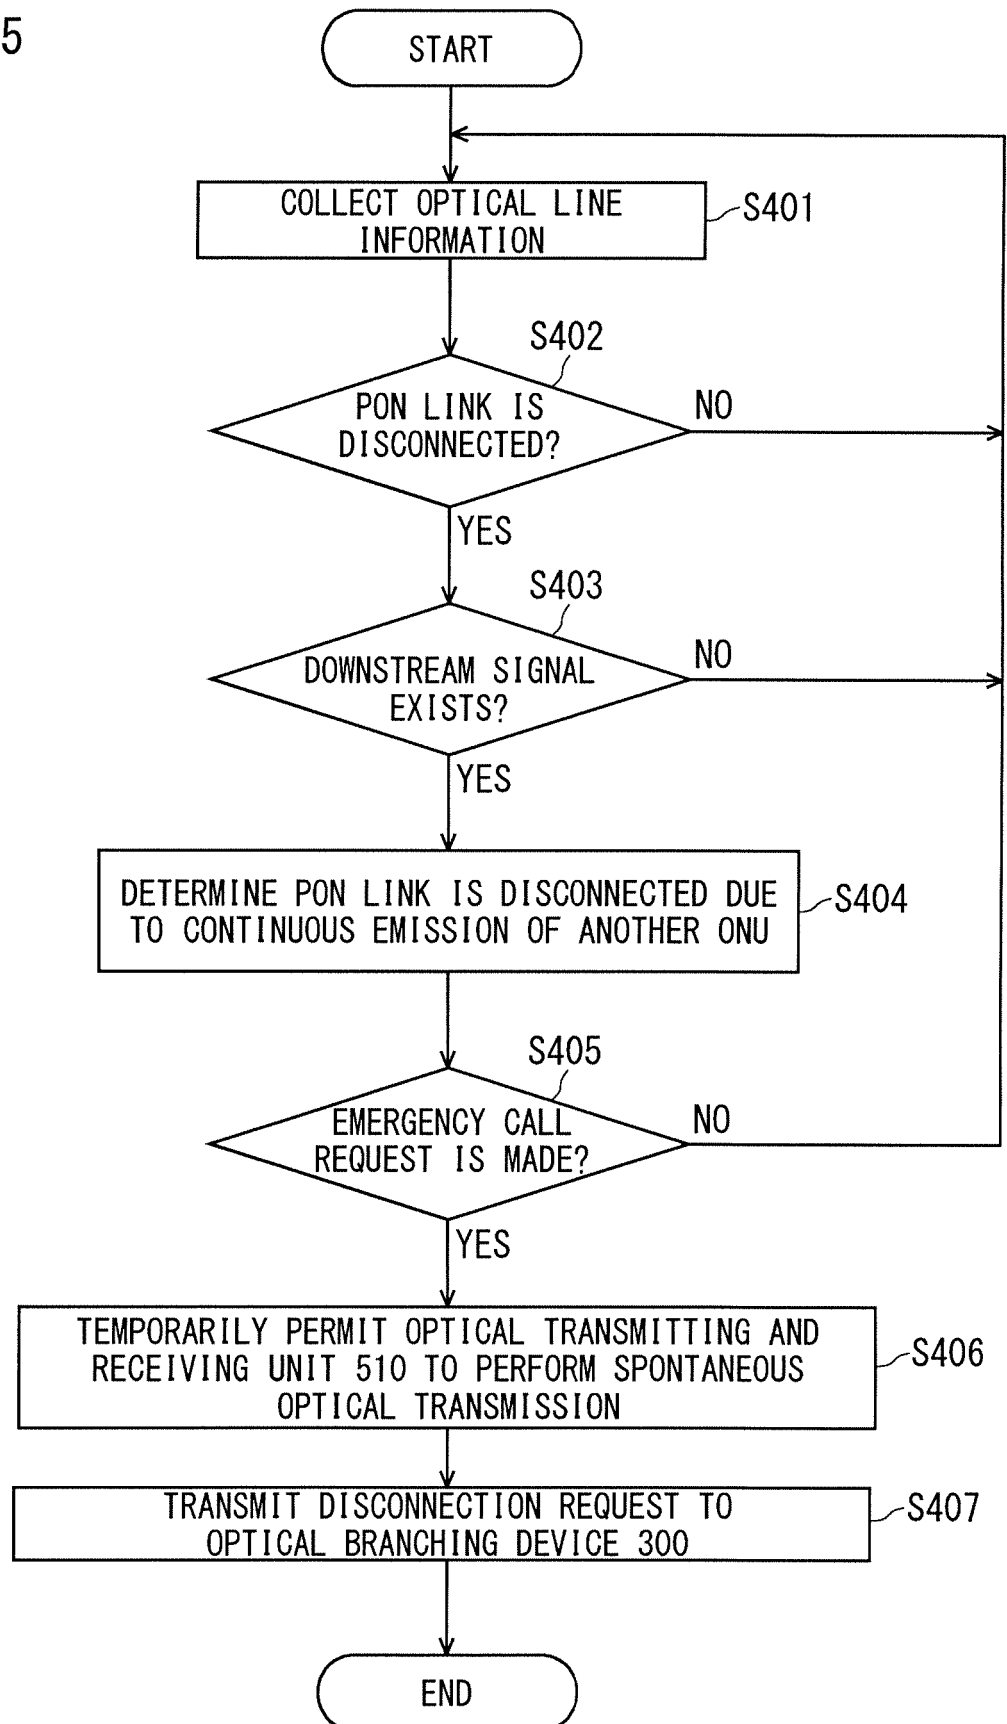 5
START
COLLECT OPTICAL LINE
INFORMATION
S401
S402
PON LINK IS
DISCONNECTED?
NO
YES
S403
DOWNSTREAM SIGNAL
EXISTS?
NO
YES
DETERMINE PON LINK IS DISCONNECTED DUE
TO CONTINUOUS EMISSION OF ANOTHER ONU
S404
S405
EMERGENCY CALL
REQUEST IS MADE?
NO
YES
TEMPORARILY PERMIT OPTICAL TRANSMITTING AND
RECEIVING UNIT 510 TO PERFORM SPONTANEOUS
OPTICAL TRANSMISSION
S406
TRANSMIT DISCONNECTION REQUEST TO
OPTICAL BRANCHING DEVICE 300
S407
END